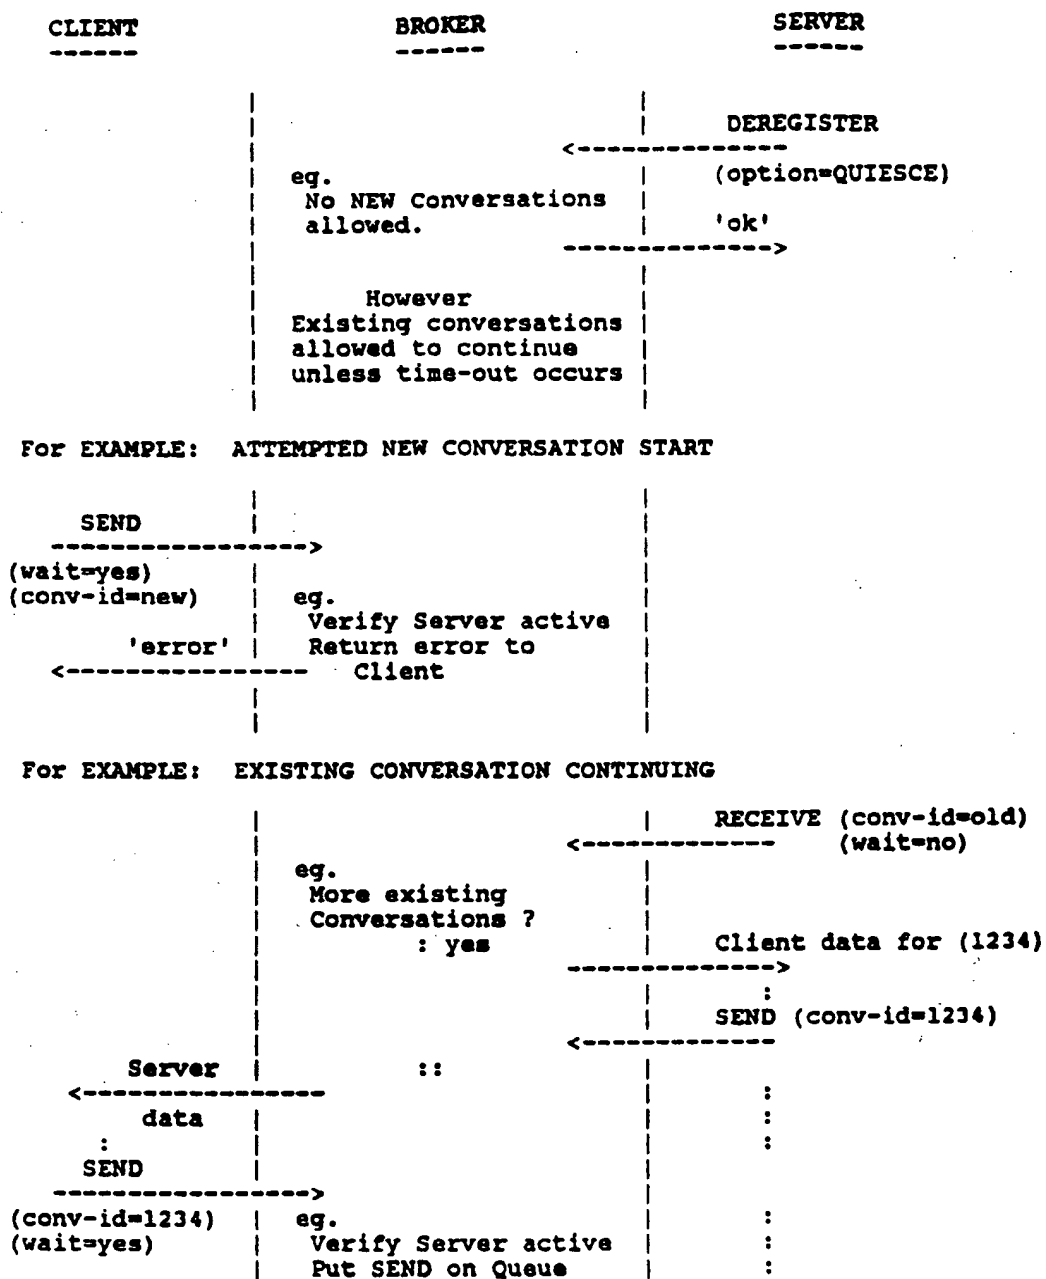 CLIENT BROKER SERVER
------ ------ ------
DEREGISTER
<--------------
eg. (option=QUIESCE)
No NEW Conversations
allowed. 'ok'
-------------->
However
Existing conversations
allowed to continue
unless time-out occurs
For EXAMPLE: ATTEMPTED NEW CONVERSATION START
SEND
------------------>
(wait=yes)
(conv-id=new) eg.
Verify Server active
'error' Return error to
<----------------- Client
For EXAMPLE: EXISTING CONVERSATION CONTINUING
RECEIVE (conv-id=old)
<------------- (wait=no)
eg.
More existing
Conversations ?
: yes Client data for (1234)
-------------->
:
SEND (conv-id=1234)
<-------------
Server :: 
<----------------- :
data :
: :
SEND
------------------>
(conv-id=1234) eg. :
(wait=yes) Verify Server active :
Put SEND on Queue :